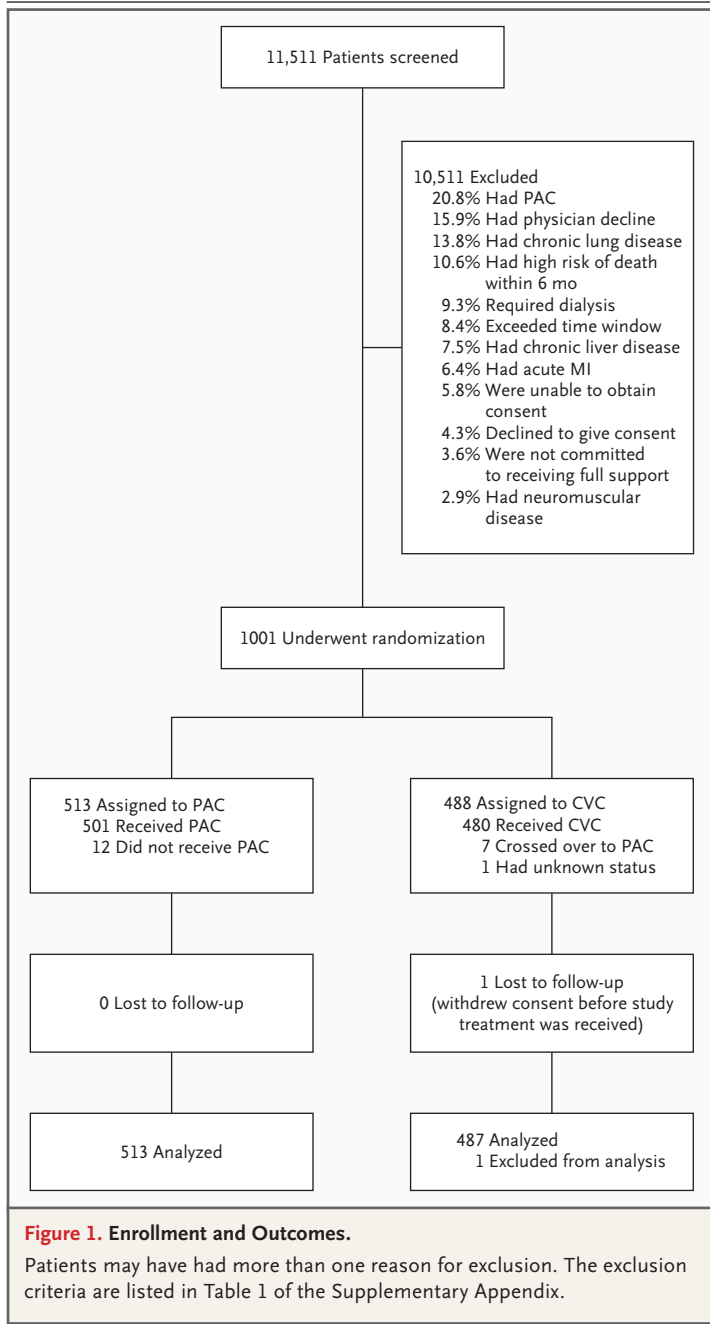 11,511 Patients screened
10,511 Excluded
20.8% Had PAC
15.9% Had physician decline
13.8% Had chronic lung disease
10.6% Had high risk of death
within 6 mo
9.3% Required dialysis
8.4% Exceeded time window
7.5% Had chronic liver disease
6.4% Had acute MI
5.8% Were unable to obtain
consent
4.3% Declined to give consent
3.6% Were not committed
to receiving full support
2.9% Had neuromuscular
disease
1001 Underwent randomization
513 Assigned to PAC
501 Received PAC
12 Did not receive PAC
488 Assigned to CVC
480 Received CVC
7 Crossed over to PAC
1 Had unknown status
0 Lost to follow-up
1 Lost to follow-up
(withdrew consent before study
treatment was received)
513 Analyzed
487 Analyzed
1 Excluded from analysis
Figure 1. Enrollment and Outcomes.
Patients may have had more than one reason for exclusion. The exclusion
criteria are listed in Table 1 of the Supplementary Appendix.